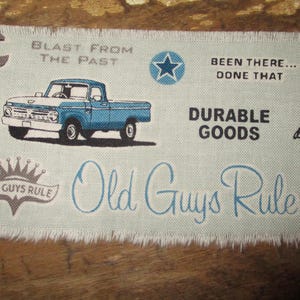 BLAST FROM
THE PAST
BEEN THERE...
DONE THAT
DURABLE
GOODS
GUYS RULE
Old Guys Rule